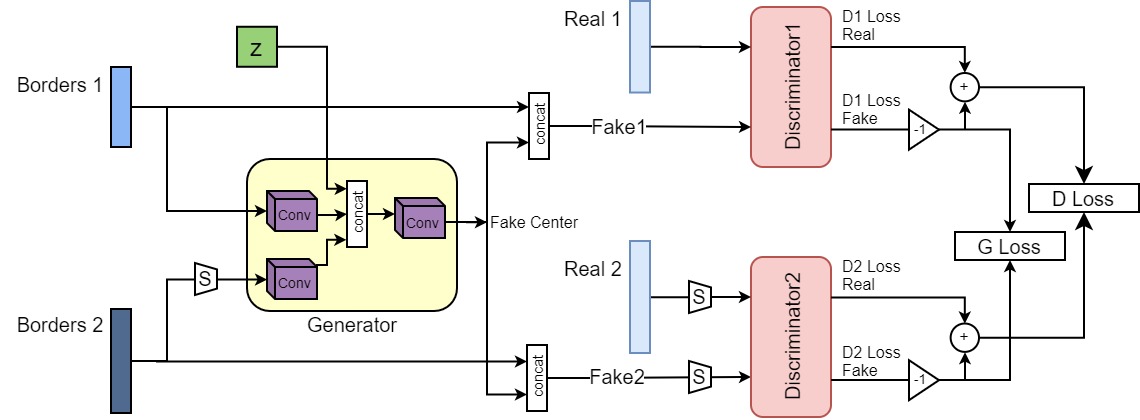 Real 1
D1 Loss
Real
z
Borders 1
concat
Fake1
Discriminator1
+
D1 Loss
Fake
-1
D Loss
Conv
concat
Conv
Fake Center
G Loss
S
Conv
Generator
Real 2
S
Discriminator2
D2 Loss
Real
+
Borders 2
concat
Fake2
S
D2 Loss
Fake
-1